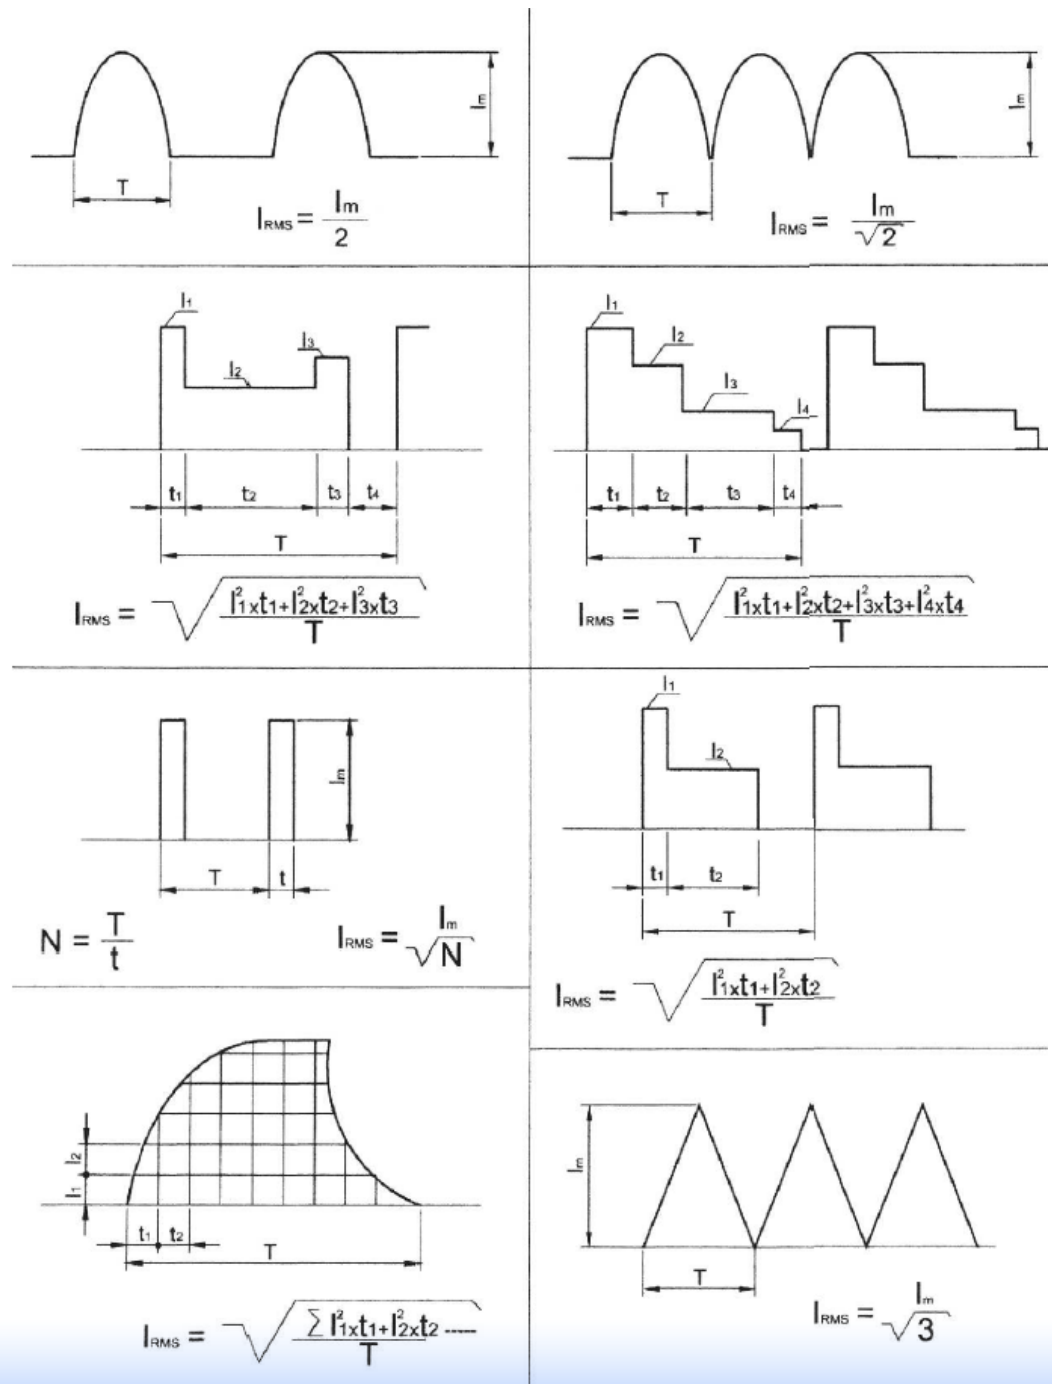 Im
T
IRMS = Im / 2
Im
T
IRMS = Im / √2
I1
I3
I2
t1 t2 t3 t4
T
IRMS = √((I1²xt1+I2²xt2+I3²xt3) / T)
I1
I2
I3
I4
t1 t2 t3 t4
T
IRMS = √((I1²xt1+I2²xt2+I3²xt3+I4²xt4) / T)
Im
T t
N = T / t IRMS = Im / √N
I1
I2
t1 t2
T
IRMS = √((I1²xt1+I2²xt2) / T)
I2
I1
t1 t2
T
IRMS = √((∑ I1²xt1+I2²xt2 ----) / T)
Im
T
IRMS = Im / √3